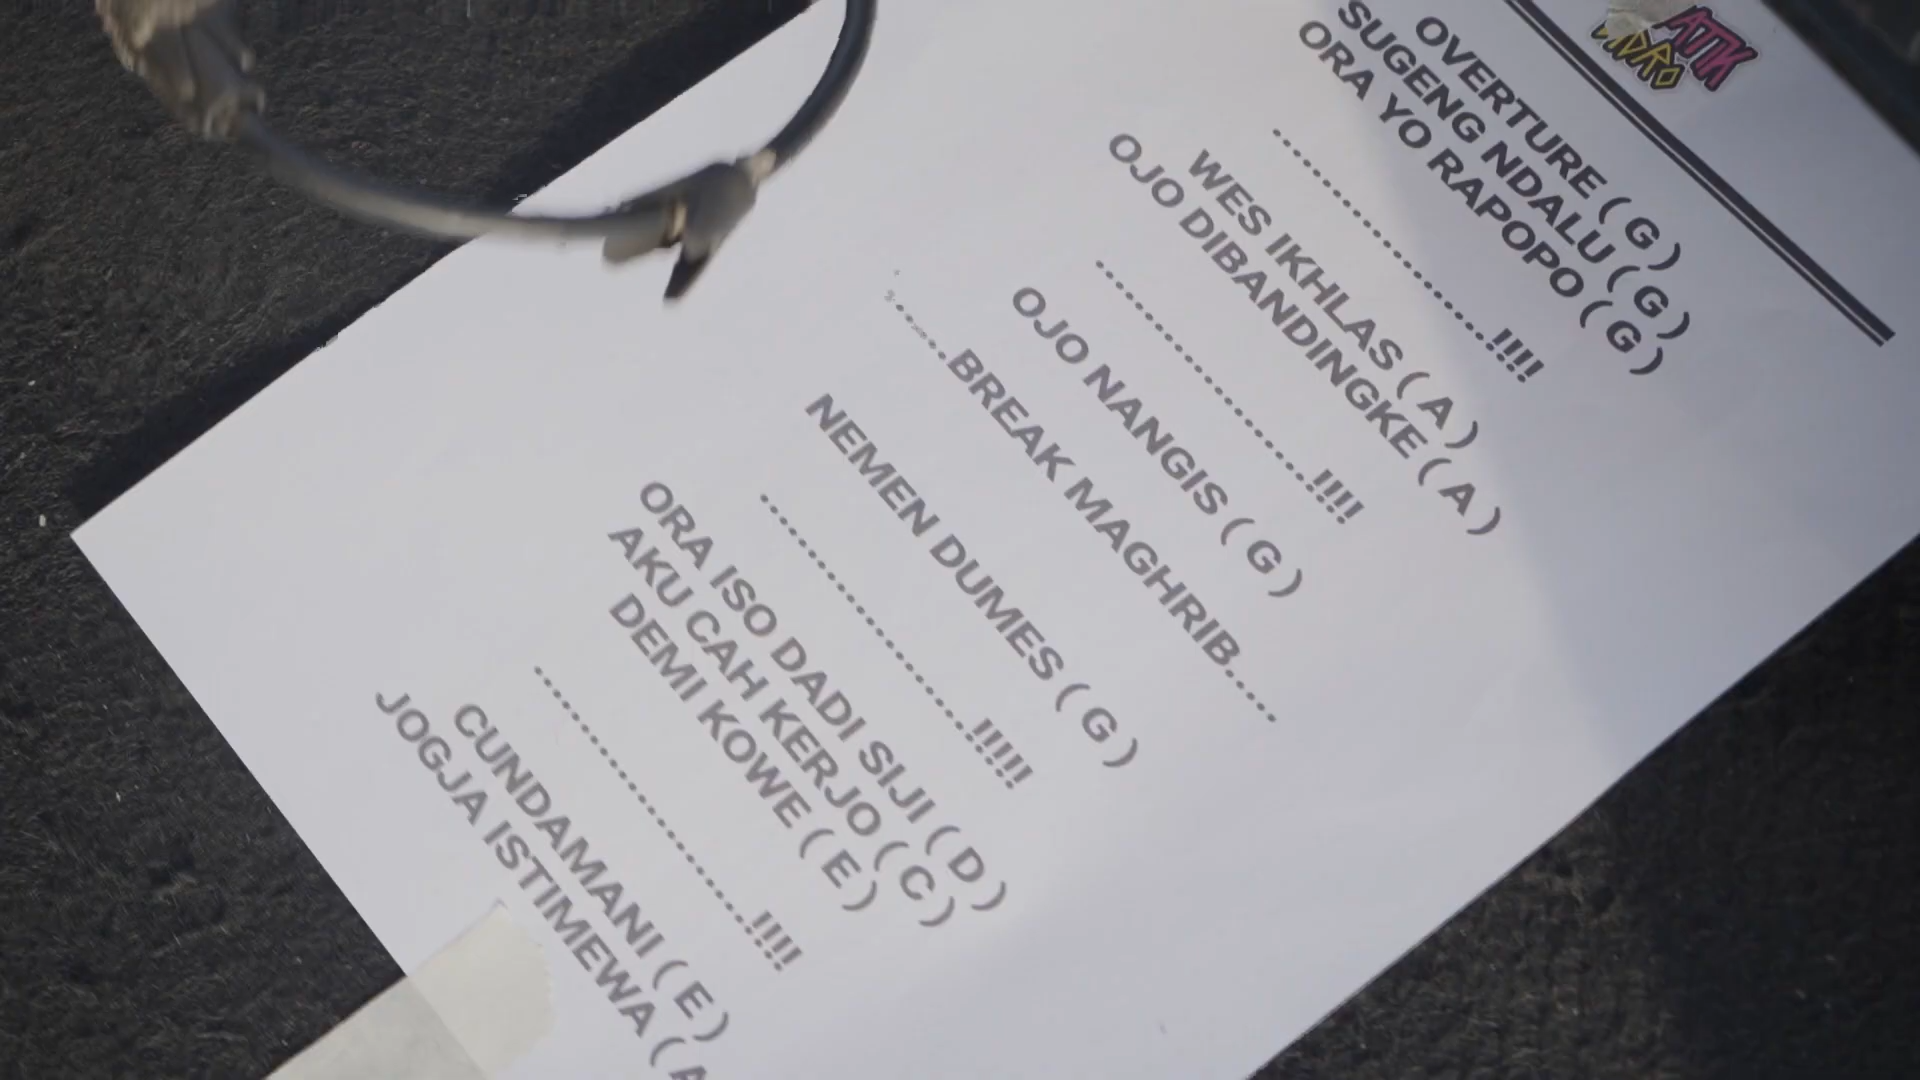 OVERTURE ( G )
SUGENG NDALU ( G )
ORA YO RAPOPO ( G )
..............................!!!!
WES IKHLAS ( A )
OJO DIBANDINGKE ( A )
..............................!!!!
OJO NANGIS ( G )
.......BREAK MAGHRIB......
NEMEN DUMES ( G )
..............................!!!!!
ORA ISO DADI SIJI ( D )
AKU CAH KERJO ( C )
DEMI KOWE ( E )
..............................!!!!
CUNDAMANI ( E )
JOGJA ISTIMEWA ( A